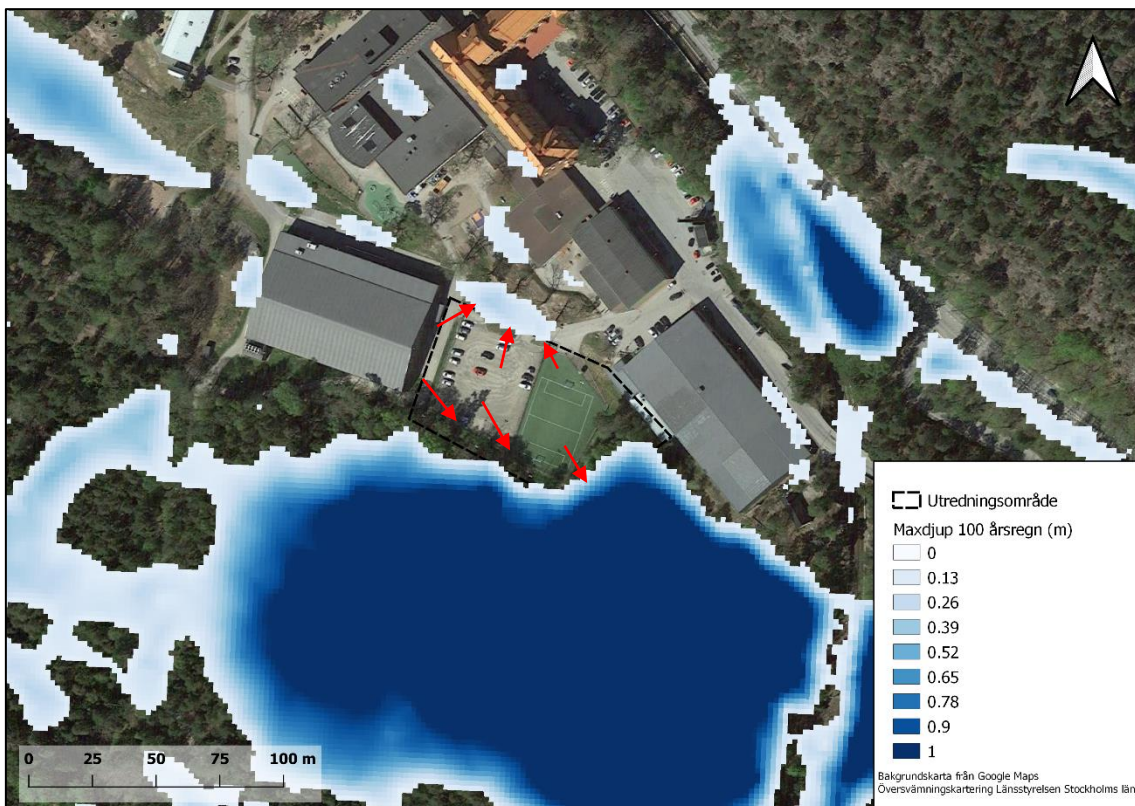 Utredningsområde
Maxdjup 100 årsregn (m)
0
0.13
0.26
0.39
0.52
0.65
0.78
0.9
1
0 25 50 75 100 m
Bakgrundskarta från Google Maps
Översvämningskartering Länsstyrelsen Stockholms län